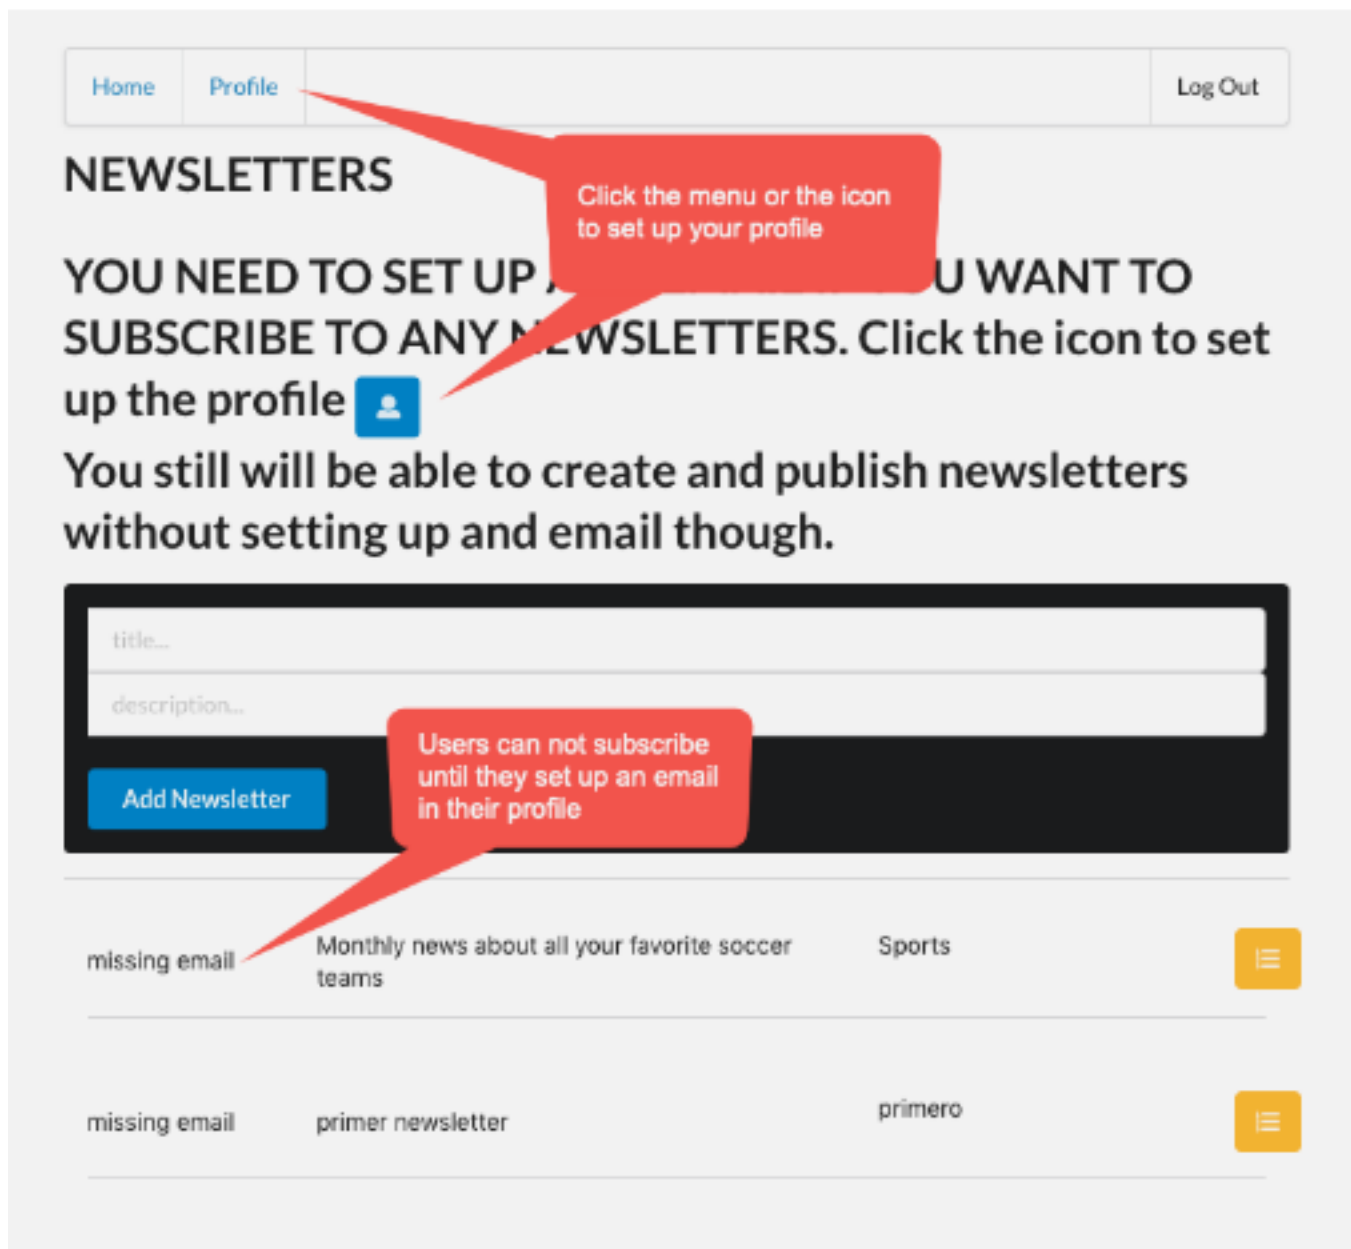 Home Profile Log Out
NEWSLETTERS
Click the menu or the icon
to set up your profile
YOU NEED TO SET UP U WANT TO
SUBSCRIBE TO ANY NEWSLETTERS. Click the icon to set
up the profile
You still will be able to create and publish newsletters
without setting up and email though.
title...
description...
Users can not subscribe
until they set up an email
in their profile
Add Newsletter
missing email Monthly news about all your favorite soccer Sports
teams
missing email primer newsletter primero